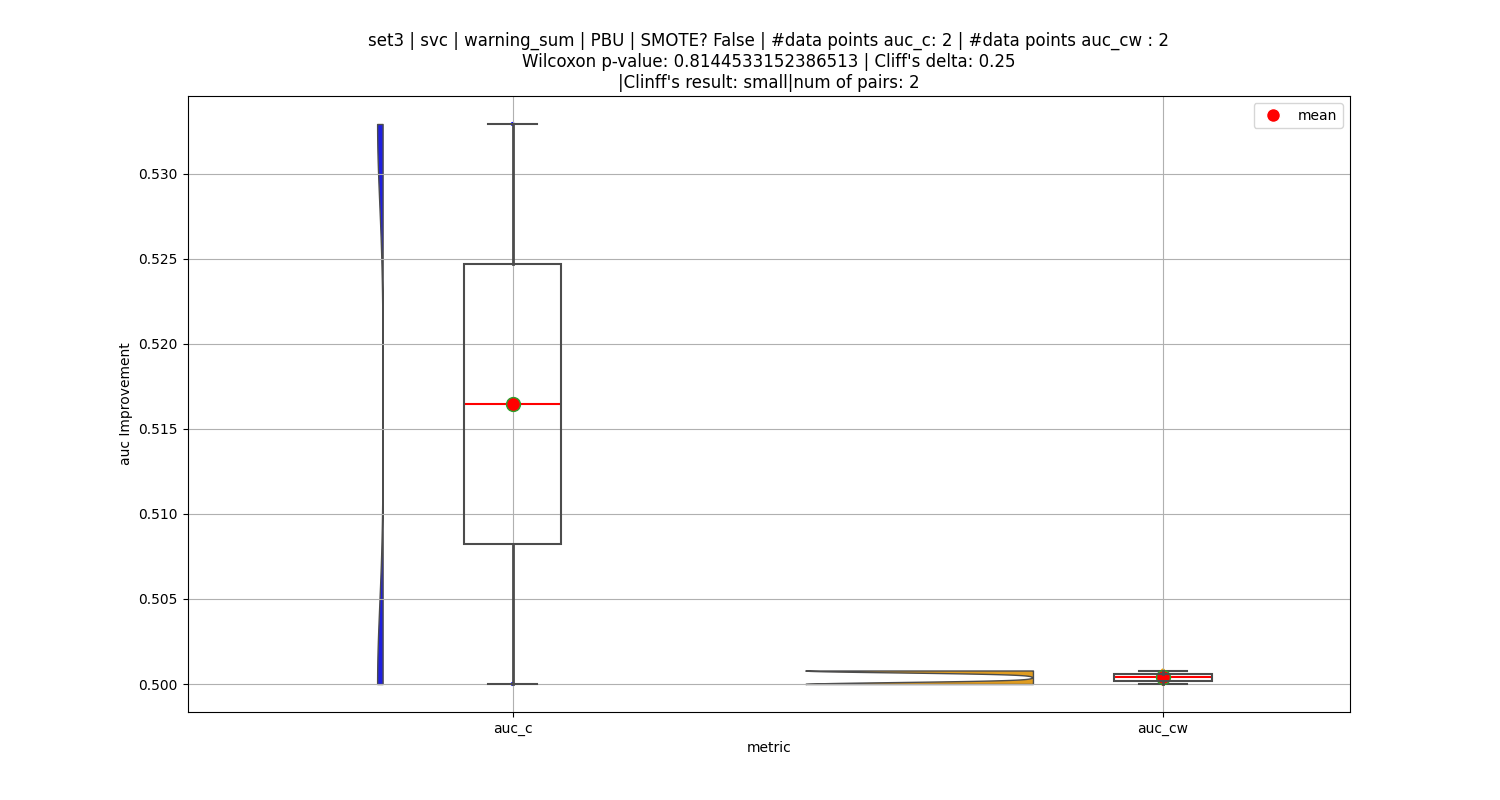 set3 | svc | warning_sum | PBU | SMOTE? False | #data points auc_c: 2 | #data points auc_cw : 2
Wilcoxon p-value: 0.8144533152386513 | Cliff's delta: 0.25
|Clinff's result: small|num of pairs: 2
mean
0.530
0.525
0.520
0.515
0.510
0.505
0.500
auc Improvement
auc_c
auc_cw
metric